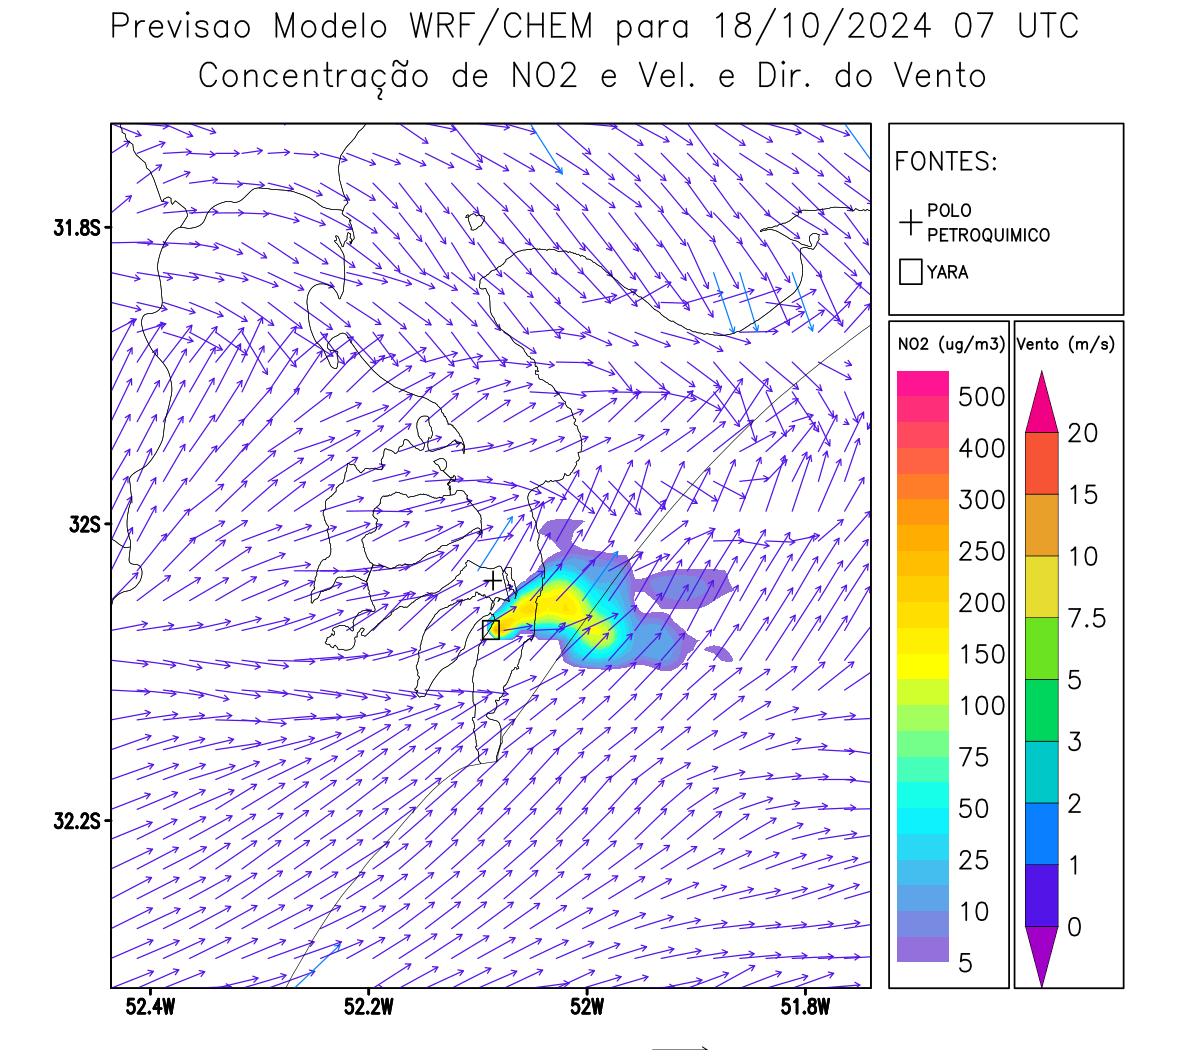 Previsao Modelo WRF/CHEM para 18/10/2024 07 UTC
Concentração de NO2 e Vel. e Dir. do Vento
FONTES:
POLO
PETROQUIMICO
YARA
NO2 (ug/m3)
500
400
300
250
200
150
100
75
50
25
10
5
Vento (m/s)
20
15
10
7.5
5
3
2
1
0
31.8S
32S
32.2S
52.4W
52.2W
52W
51.8W